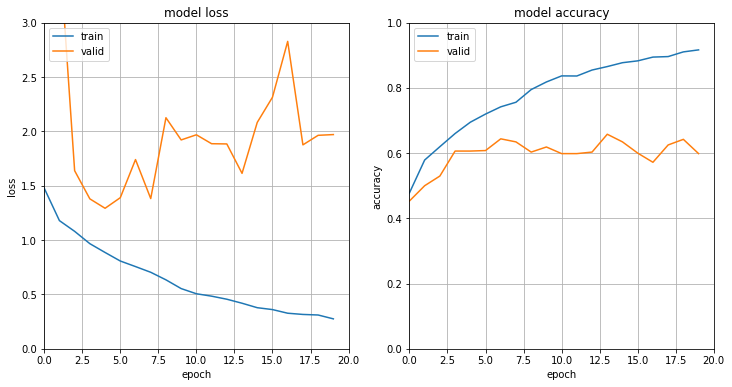 model loss
train
valid
3.0
2.5
2.0
1.5
1.0
0.5
0.0
loss
0.0 2.5 5.0 7.5 10.0 12.5 15.0 17.5 20.0
epoch
model accuracy
train
valid
1.0
0.8
0.6
0.4
0.2
0.0
accuracy
0.0 2.5 5.0 7.5 10.0 12.5 15.0 17.5 20.0
epoch